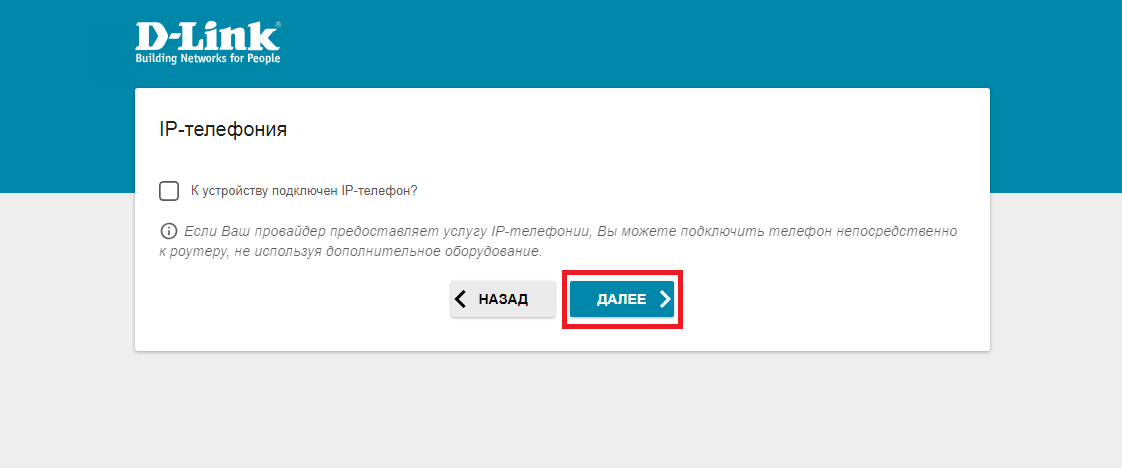 D-Link®
Building Networks for People
IP-телефония
К устройству подключен IP-телефон?
Если Ваш провайдер предоставляет услугу IP-телефонии, Вы можете подключить телефон непосредственно
к роутеру, не используя дополнительное оборудование.
НАЗАД
ДАЛЕЕ